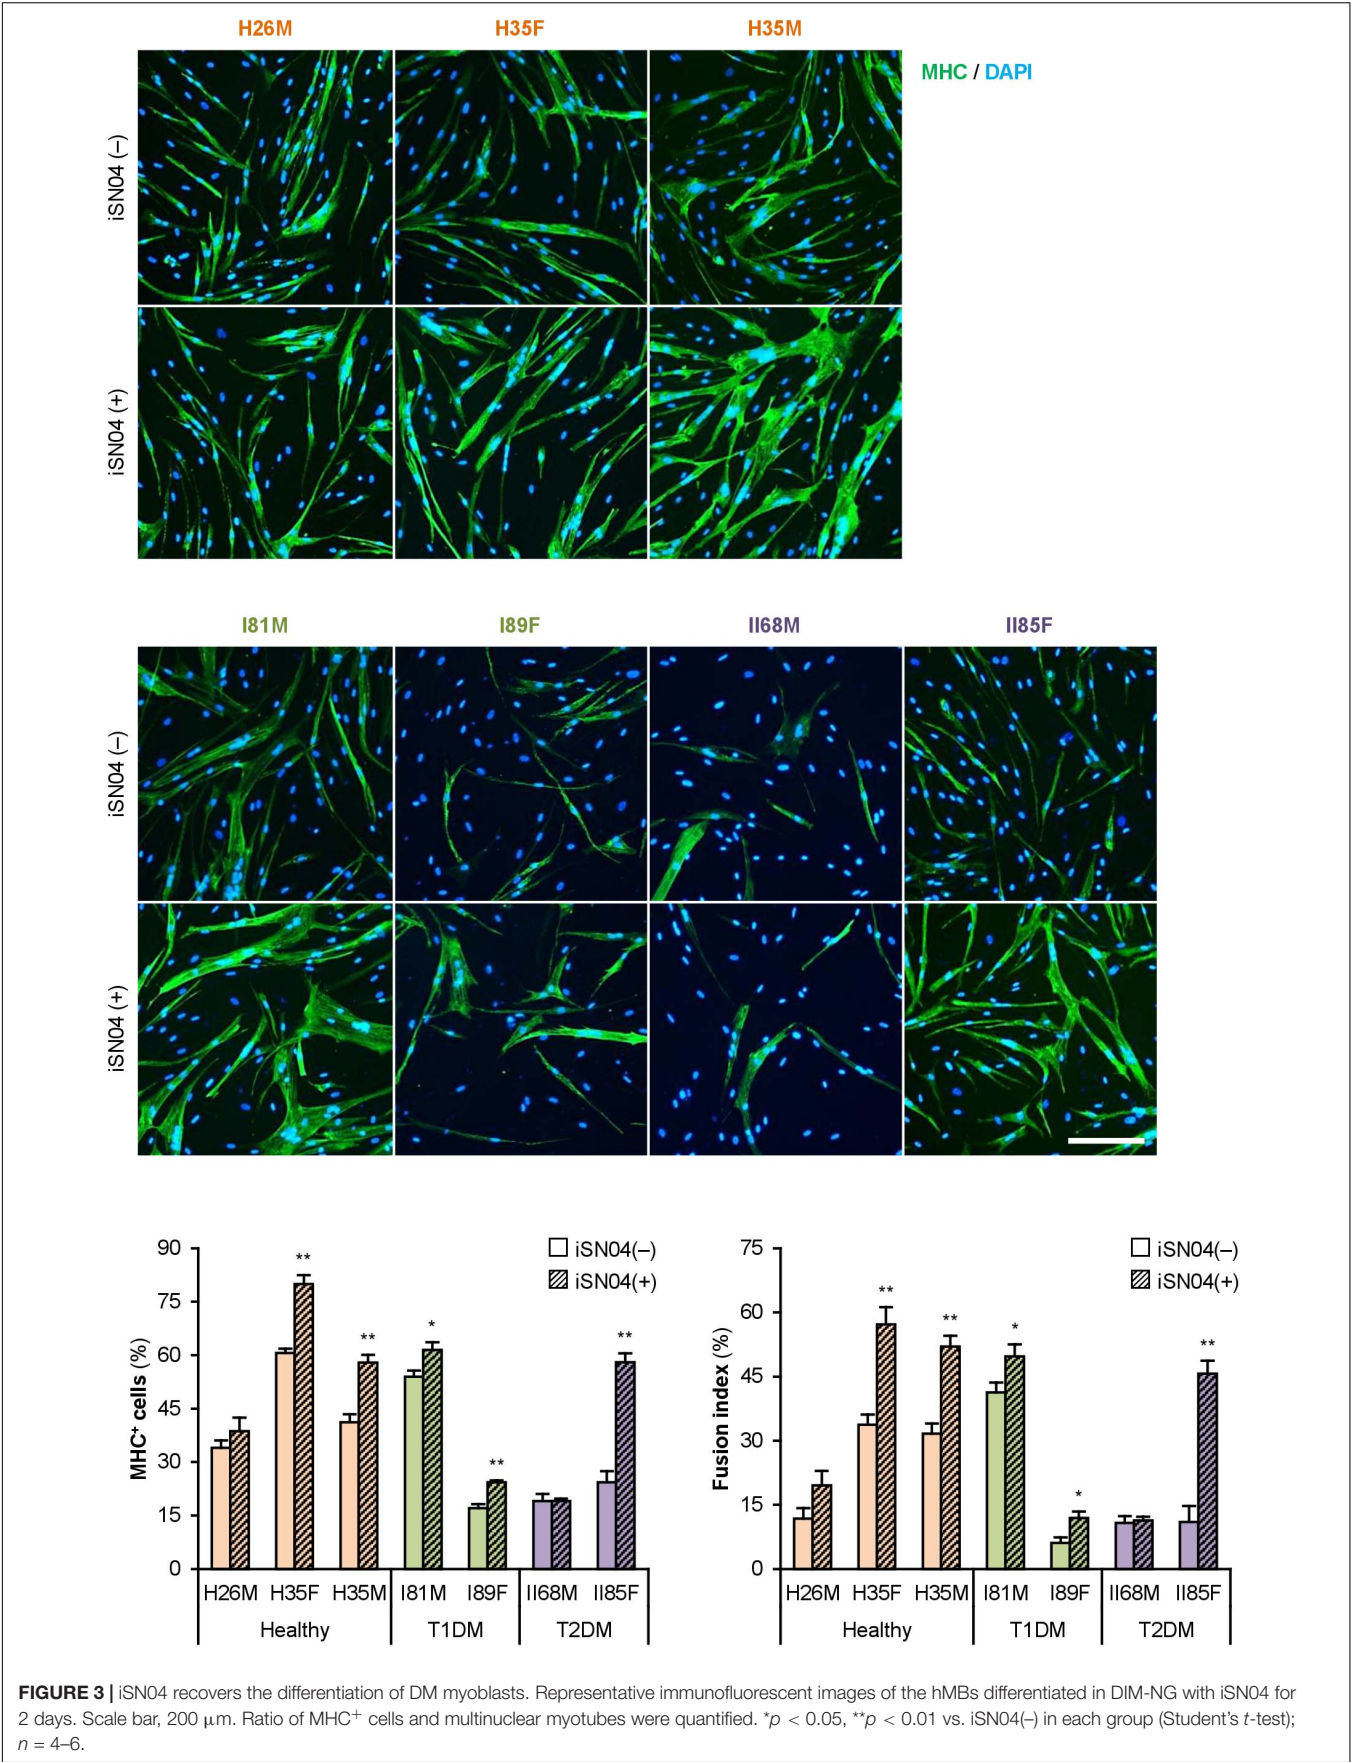 H26M H35F H35M
MHC / DAPI
iSN04 (–)
iSN04 (+)
I81M I89F II68M II85F
iSN04 (–)
iSN04 (+)
MHC⁺ cells (%)
90
75
60
45
30
15
0
iSN04(–)
iSN04(+)
** ** * ** **
H26M H35F H35M I81M I89F II68M II85F
Healthy T1DM T2DM
Fusion index (%)
75
60
45
30
15
0
iSN04(–)
iSN04(+)
** ** * * **
H26M H35F H35M I81M I89F II68M II85F
Healthy T1DM T2DM
FIGURE 3 | iSN04 recovers the differentiation of DM myoblasts. Representative immunofluorescent images of the hMBs differentiated in DIM-NG with iSN04 for
2 days. Scale bar, 200 μm. Ratio of MHC⁺ cells and multinuclear myotubes were quantified. *p < 0.05, **p < 0.01 vs. iSN04(–) in each group (Student's t-test);
n = 4–6.